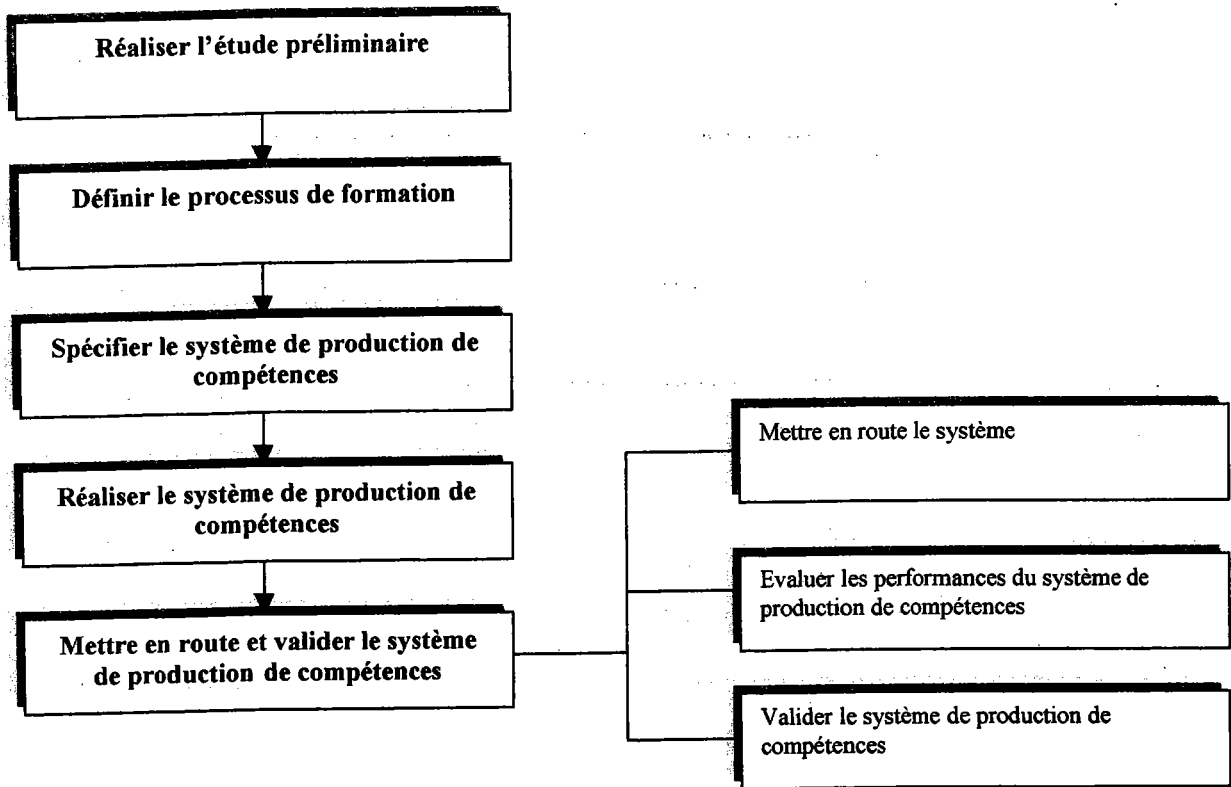 Réaliser l'étude préliminaire
Définir le processus de formation
Spécifier le système de production de
compétences
Réaliser le système de production de
compétences
Mettre en route et valider le système
de production de compétences
Mettre en route le système
Evaluer les performances du système de
production de compétences
Valider le système de production de
compétences